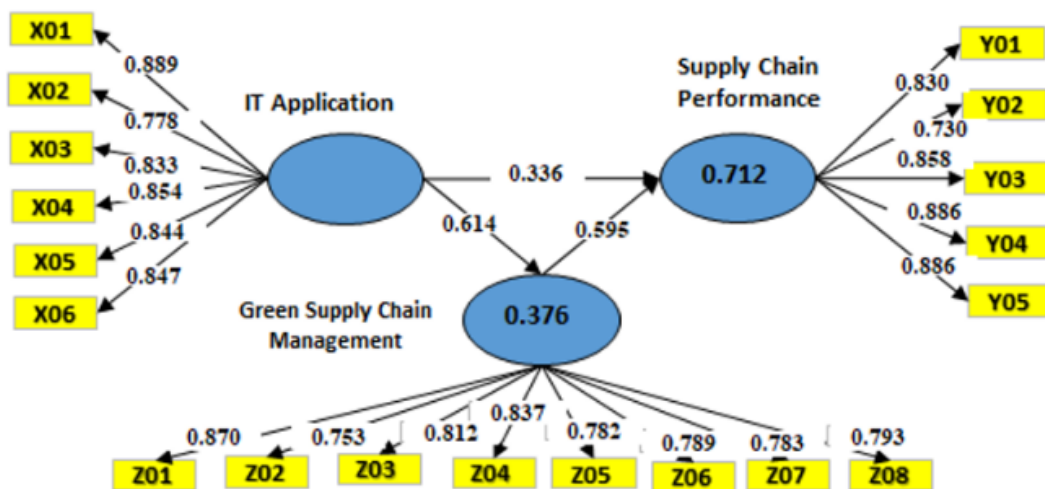 X01
0.889
X02
0.778
X03
0.833
X04
0.854
X05
0.844
X06
0.847
IT Application
0.336
0.614
0.595
Supply Chain
Performance
0.712
Y01
0.830
Y02
0.730
Y03
0.858
Y04
0.886
Y05
0.886
Green Supply Chain
Management
0.376
0.870
0.753
0.812
0.837
0.782
0.789
0.783
0.793
Z01
Z02
Z03
Z04
Z05
Z06
Z07
Z08